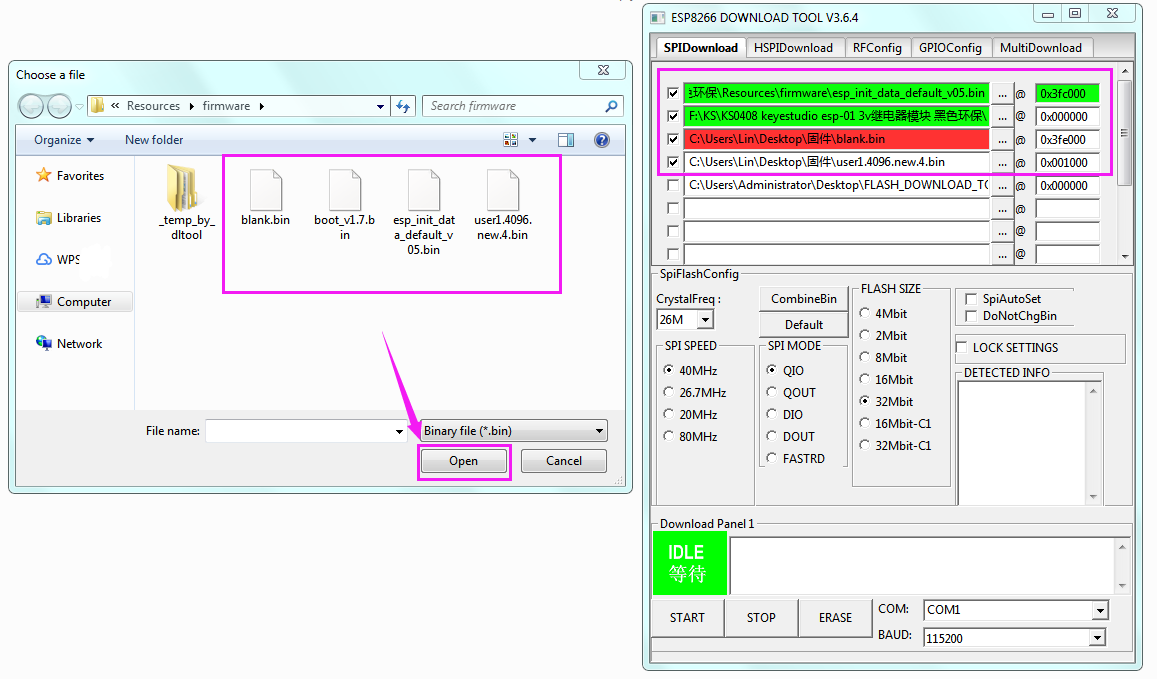 Choose a file
« Resources firmware
Search firmware
Organize New folder
Favorites
Libraries
WPS
Computer
Network
_temp_by_
dltool
blank.bin
boot_v1.7.b
in
esp_init_dat
a_default_v
05.bin
user1.4096.
new.4.bin
File name:
Binary file (*.bin)
Open Cancel
ESP8266 DOWNLOAD TOOL V3.6.4
SPIDownload HSPIDownload RFConfig GPIOConfig MultiDownload
环保\Resources\firmware\esp_init_data_default_v05.bin ... @ 0x3fc000
F:\KS\KS0408 keyestudio esp-01 3v继电器模块 黑色环保\ ... @ 0x000000
C:\Users\Lin\Desktop\固件\blank.bin ... @ 0x3fe000
C:\Users\Lin\Desktop\固件\user1.4096.new.4.bin ... @ 0x001000
C:\Users\Administrator\Desktop\FLASH_DOWNLOAD_TO ... @ 0x000000
... @
... @
... @
SpiFlashConfig
CrystalFreq :
26M
CombineBin
Default
SPI SPEED
40MHz
26.7MHz
20MHz
80MHz
SPI MODE
QIO
QOUT
DIO
DOUT
FASTRD
FLASH SIZE
4Mbit
2Mbit
8Mbit
16Mbit
32Mbit
16Mbit-C1
32Mbit-C1
SpiAutoSet
DoNotChgBin
LOCK SETTINGS
DETECTED INFO
Download Panel 1
IDLE
等待
START STOP ERASE
COM: COM1
BAUD: 115200